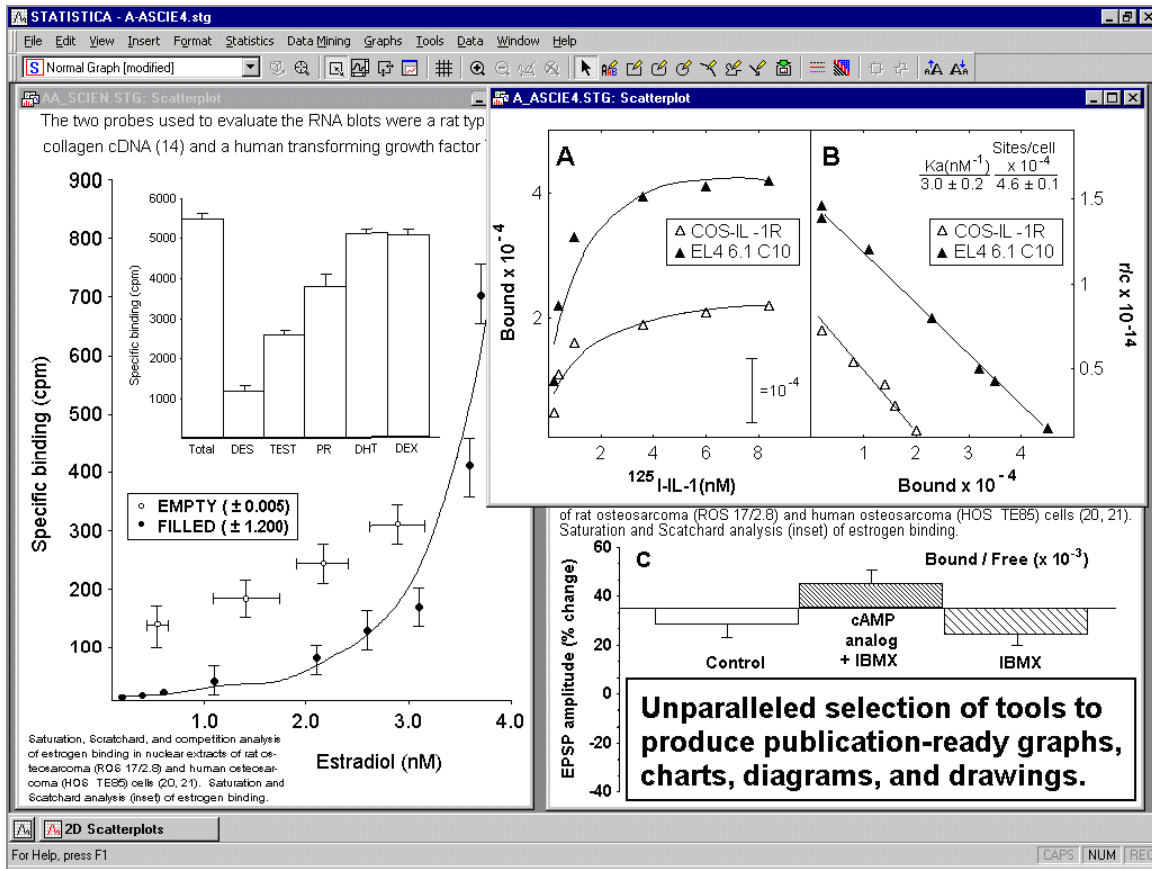 STATISTICA - A-ASCIE4.stg
File Edit View Insert Format Statistics Data Mining Graphs Tools Data Window Help
S Normal Graph [modified]
AA_SCIEN.STG: Scatterplot
The two probes used to evaluate the RNA blots were a rat typ
collagen cDNA (14) and a human transforming growth factor
900
800
700
600
500
400
300
200
100
Specific binding (cpm)
6000
5000
4000
3000
2000
1000
Specific binding (cpm)
Total DES TEST PR DHT DEX
EMPTY (± 0.005)
FILLED (± 1.200)
1.0 2.0 3.0 4.0
Estradiol (nM)
Saturation, Scratchard, and competition analysis
of estrogen binding in nuclear extracts of rat os-
teosarcoma (ROS 17/2.8) and human osteosar-
coma (HOS TE85) cells (20, 21). Saturation and
Scatchard analysis (inset) of estrogen binding.
A_ASCIE4.STG: Scatterplot
A
4
2
Bound x 10-4
COS-IL -1R
EL4 6.1 C10
=10-4
2 4 6 8
125 I-IL-1(nM)
B
Sites/cell
Ka(nM-1) x 10-4
3.0 ± 0.2 4.6 ± 0.1
COS-IL -1R
EL4 6.1 C10
1.5
1
0.5
r/c x 10-14
1 2 3 4
Bound x 10-4
of rat osteosarcoma (ROS 17/2.8) and human osteosarcoma (HOS TE85) cells (20, 21).
Saturation and Scatchard analysis (inset) of estrogen binding.
60
40
20
0
-20
-40
EPSP amplitude (% change)
C
Bound / Free (x 10-3)
Control
cAMP
analog
+ IBMX
IBMX
Unparalleled selection of tools to
produce publication-ready graphs,
charts, diagrams, and drawings.
2D Scatterplots
For Help, press F1
CAPS NUM REC